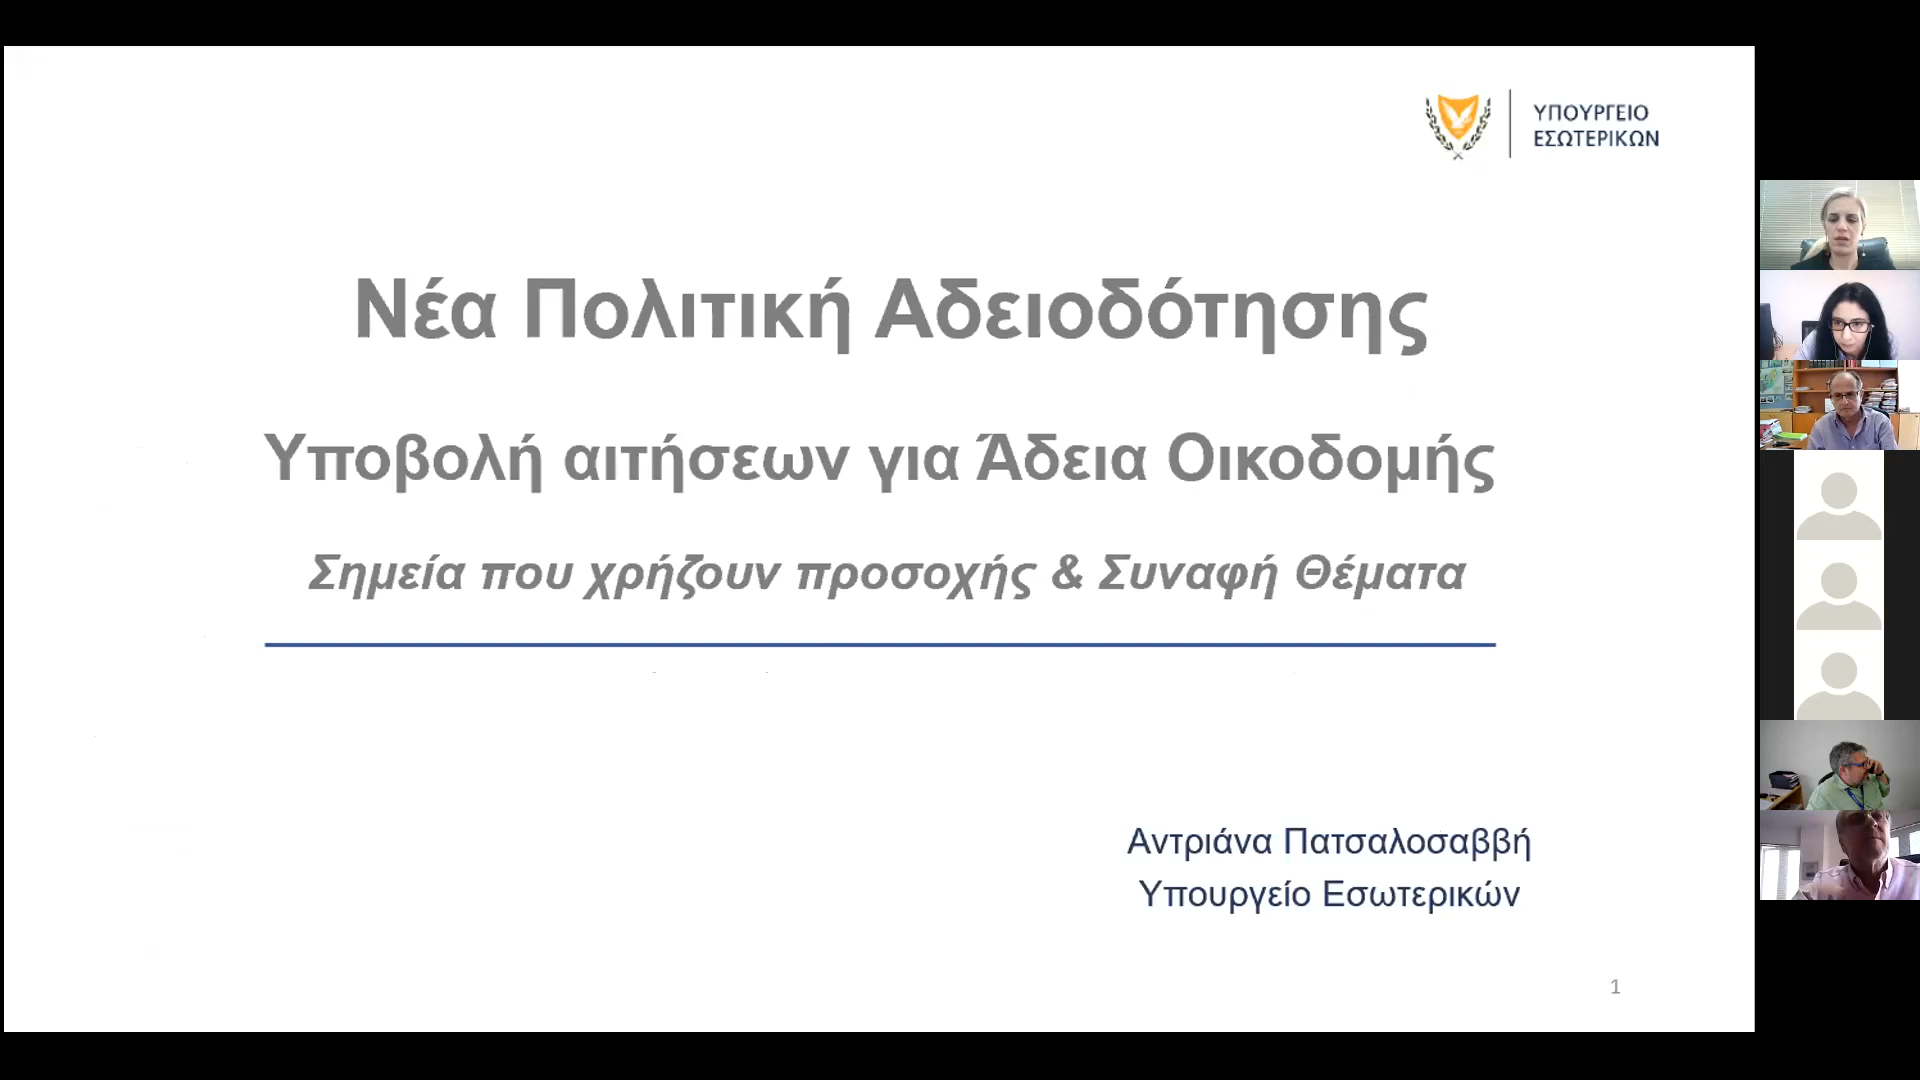 ΥΠΟΥΡΓΕΙΟ
ΕΣΩΤΕΡΙΚΩΝ
Νέα Πολιτική Αδειοδότησης
Υποβολή αιτήσεων για Άδεια Οικοδομής
Σημεία που χρήζουν προσοχής & Συναφή Θέματα
Αντριάνα Πατσαλοσαββή
Υπουργείο Εσωτερικών
1